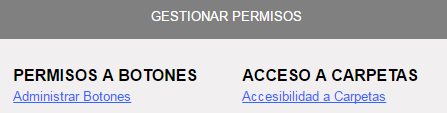 GESTIONAR PERMISOS
PERMISOS A BOTONES
Administrar Botones
ACCESO A CARPETAS
Accesibilidad a Carpetas